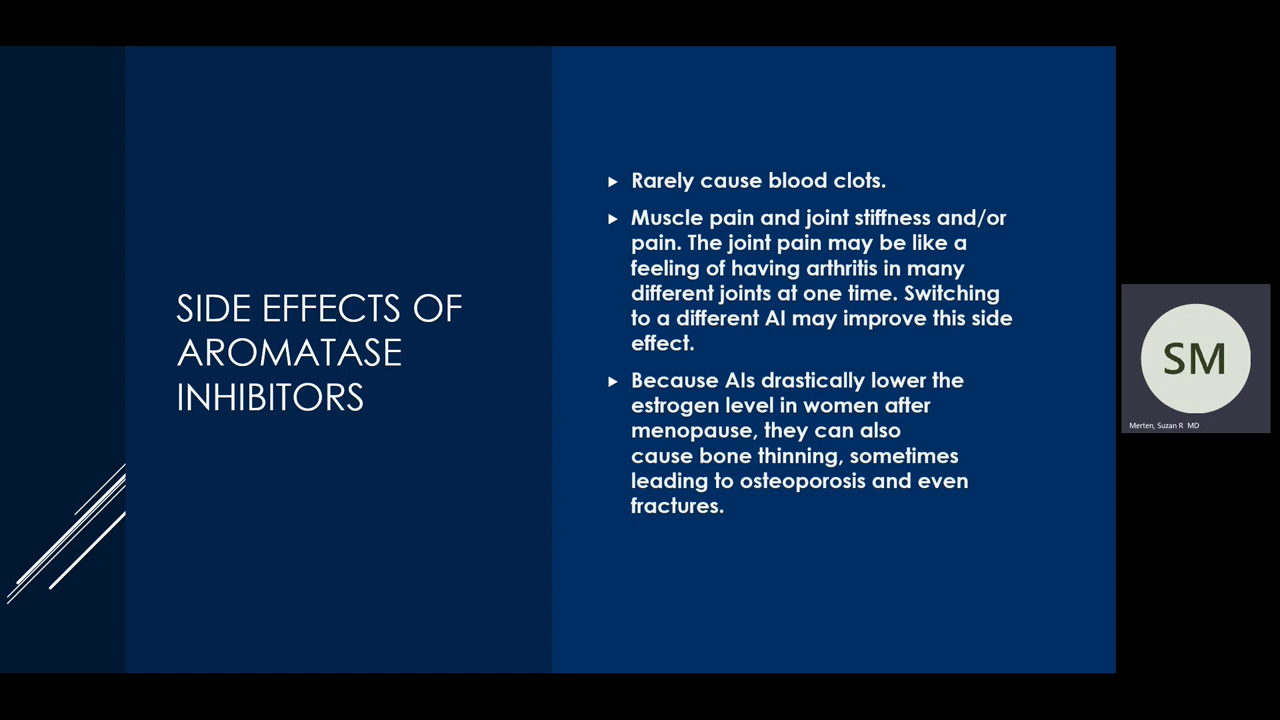 SIDE EFFECTS OF
AROMATASE
INHIBITORS
Rarely cause blood clots.
Muscle pain and joint stiffness and/or
pain. The joint pain may be like a
feeling of having arthritis in many
different joints at one time. Switching
to a different AI may improve this side
effect.
Because AIs drastically lower the
estrogen level in women after
menopause, they can also
cause bone thinning, sometimes
leading to osteoporosis and even
fractures.
SM
Merten, Suzan R MD